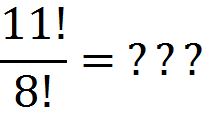 11!/8! = ? ? ?